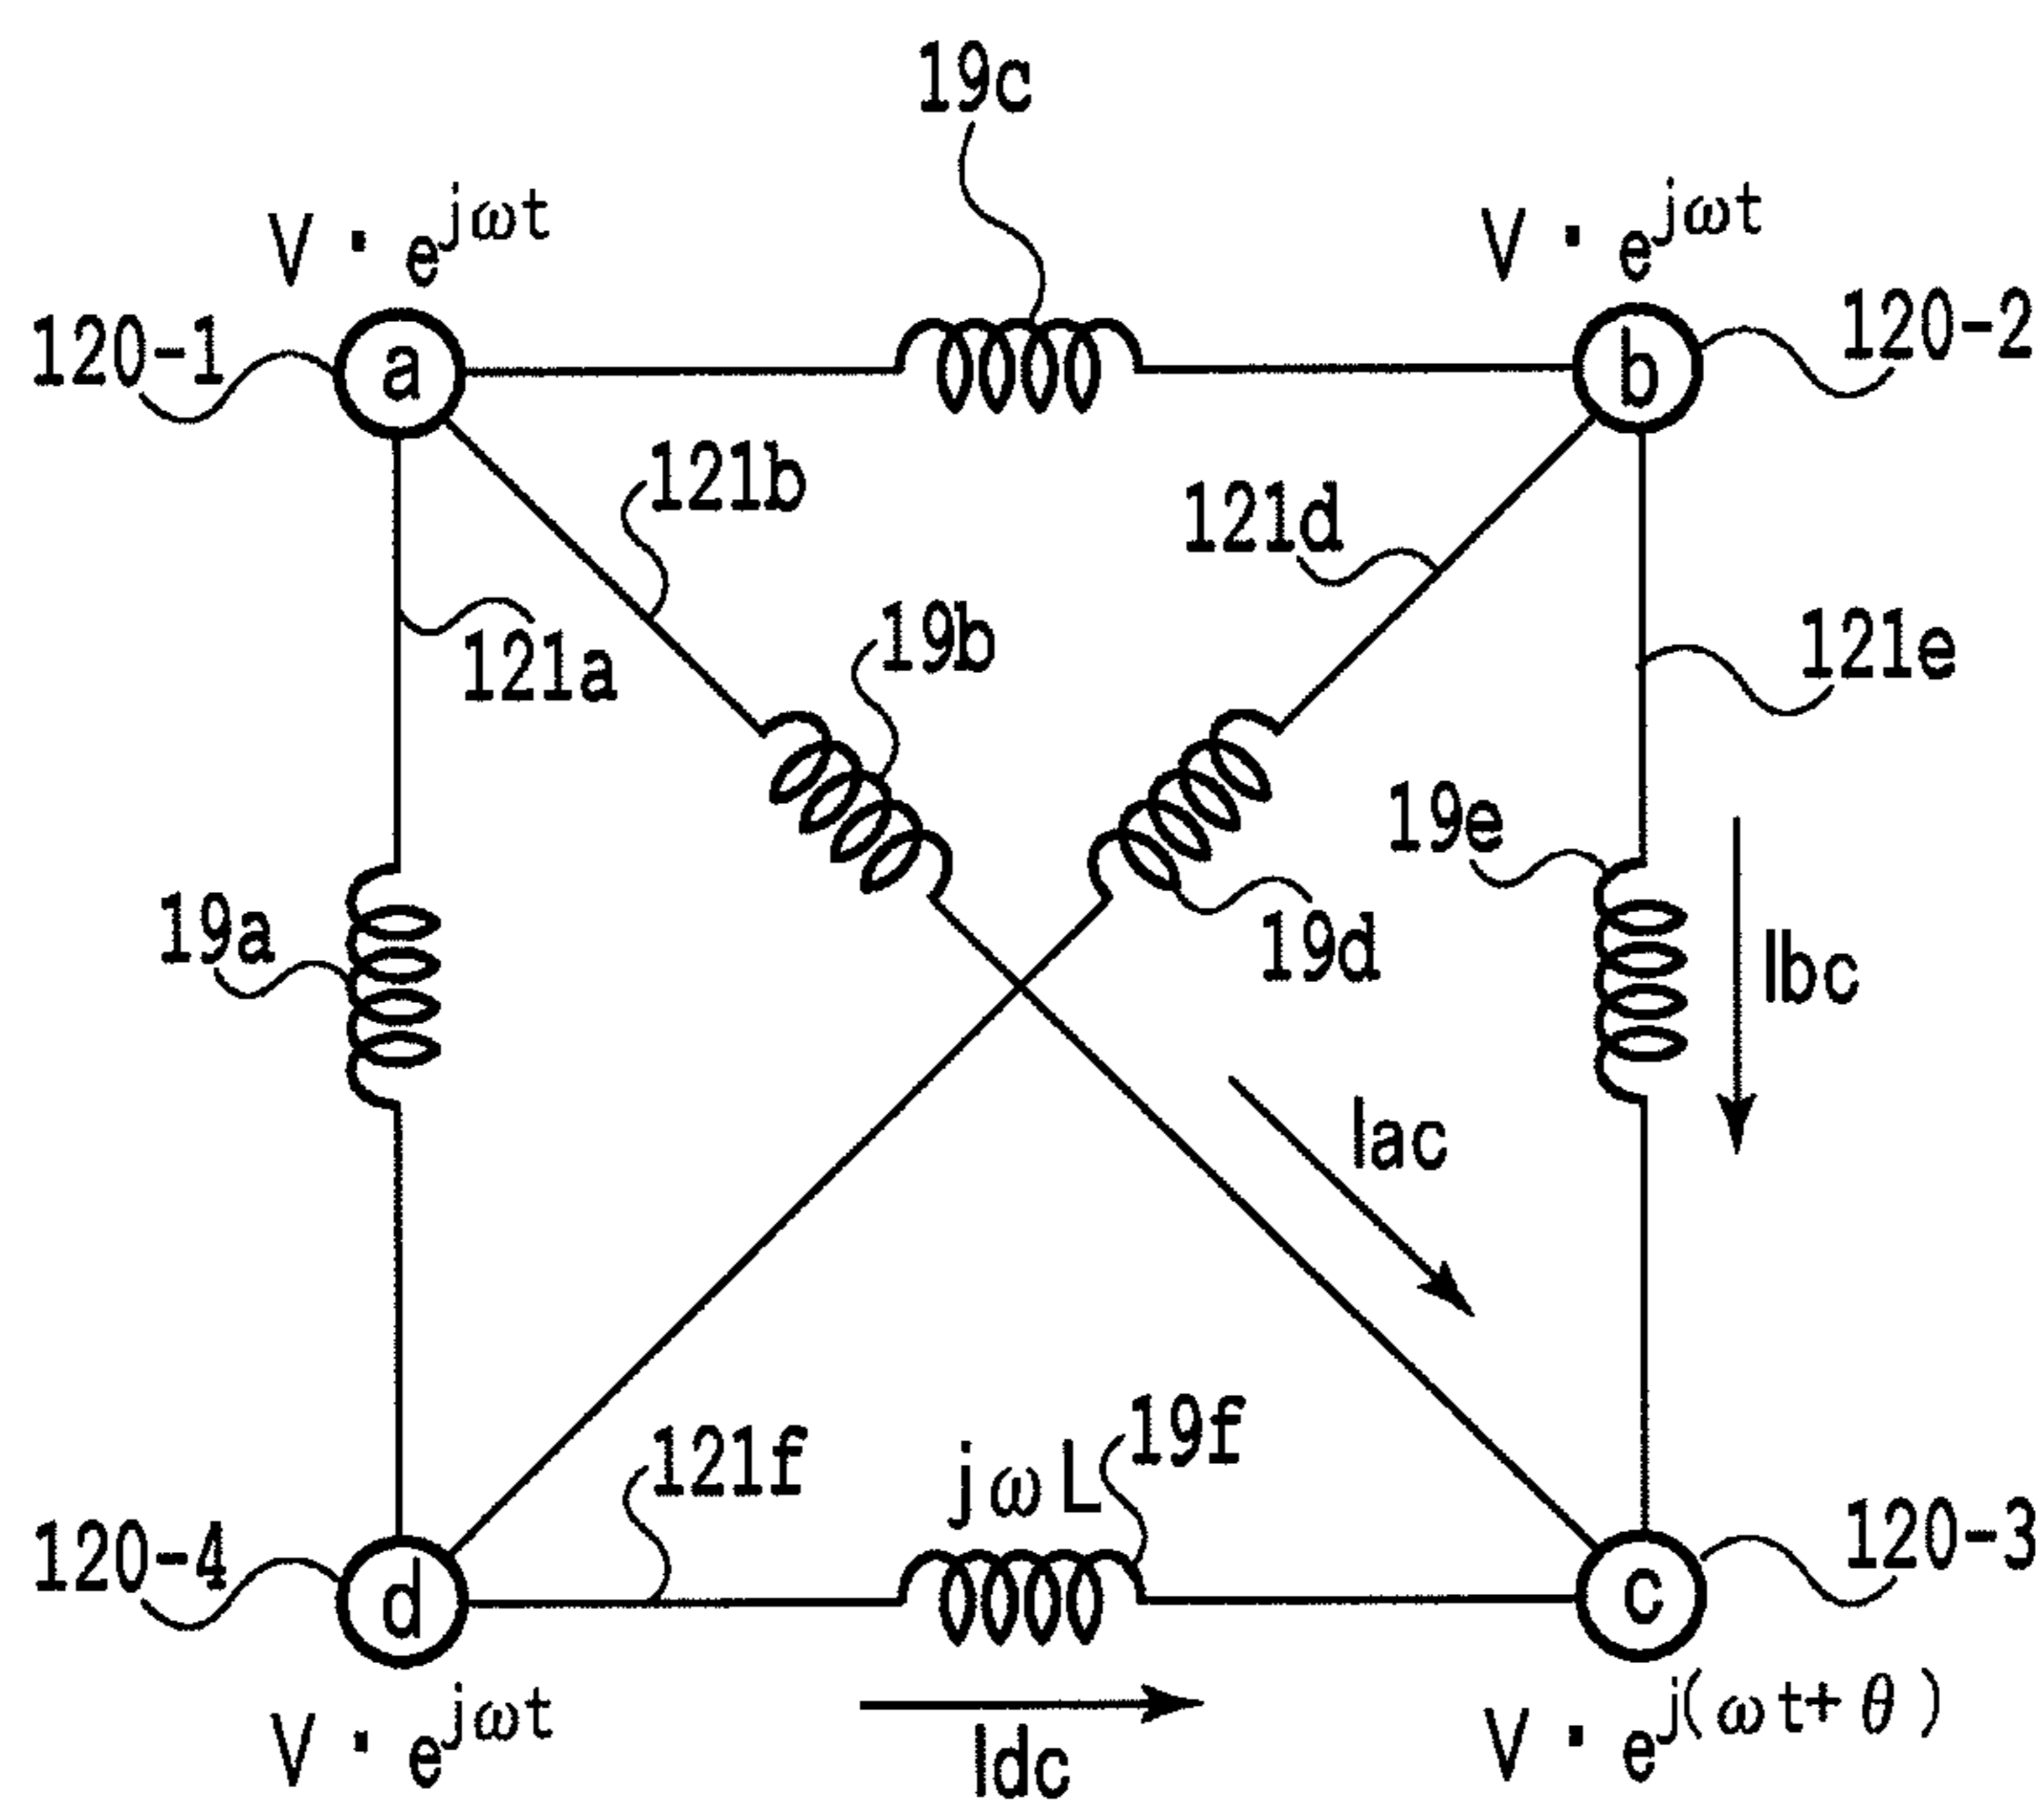 19c
V・e^jωt
V・e^jωt
120-1
a
b
120-2
121b
121d
121a
19b
121e
19e
19a
19d
Ibc
Iac
121f
jωL
19f
120-4
d
c
120-3
V・e^jωt
Idc
V・e^j(ωt+θ)